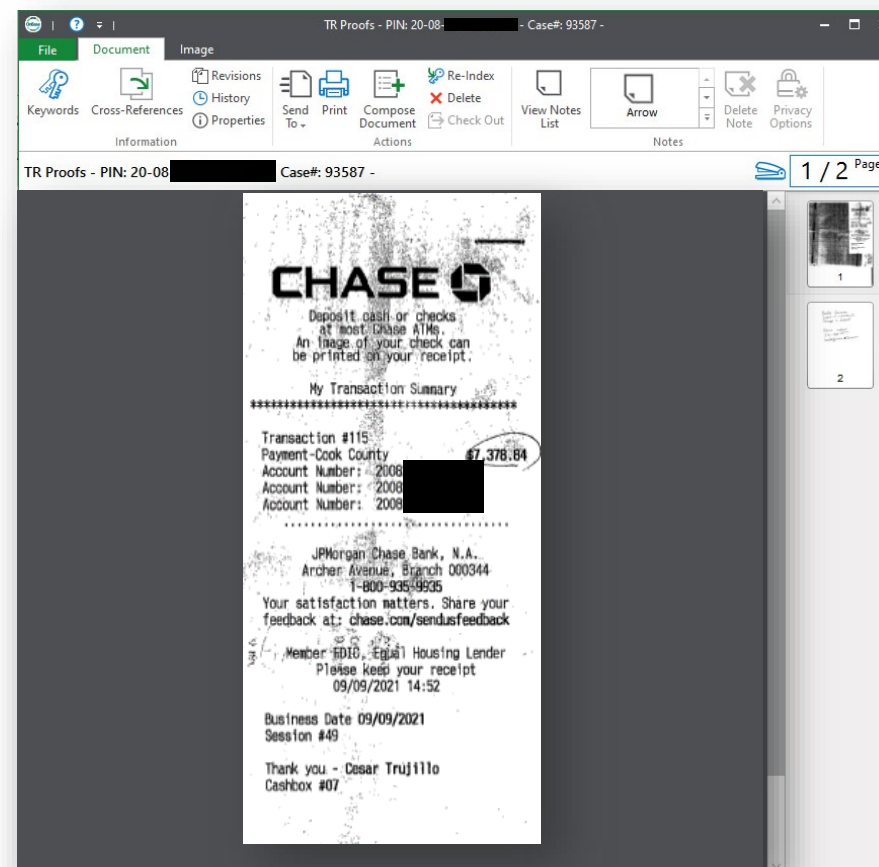 TR Proofs - PIN: 20-08- - Case#: 93587 -
File Document Image
Keywords
Cross-References
Revisions
History
Properties
Information
Send To
Print
Compose Document
Re-Index
Delete
Check Out
Actions
View Notes List
Arrow
Delete Note
Privacy Options
Notes
TR Proofs - PIN: 20-08 Case#: 93587 -
1 / 2 Page
CHASE
Deposit cash or checks
at most Chase ATMs.
An image of your check can
be printed on your receipt.
My Transaction Summary
******************************************
Transaction #115
Payment-Cook County $7,378.84
Account Number: 2008
Account Number: 2008
Account Number: 2008
JPMorgan Chase Bank, N.A.
Archer Avenue, Branch 000344
1-800-935-9935
Your satisfaction matters. Share your
feedback at: chase.com/sendusfeedback
Member FDIC, Equal Housing Lender
Please keep your receipt
09/09/2021 14:52
Business Date 09/09/2021
Session #49
Thank you - Cesar Trujillo
Cashbox #07
1
2